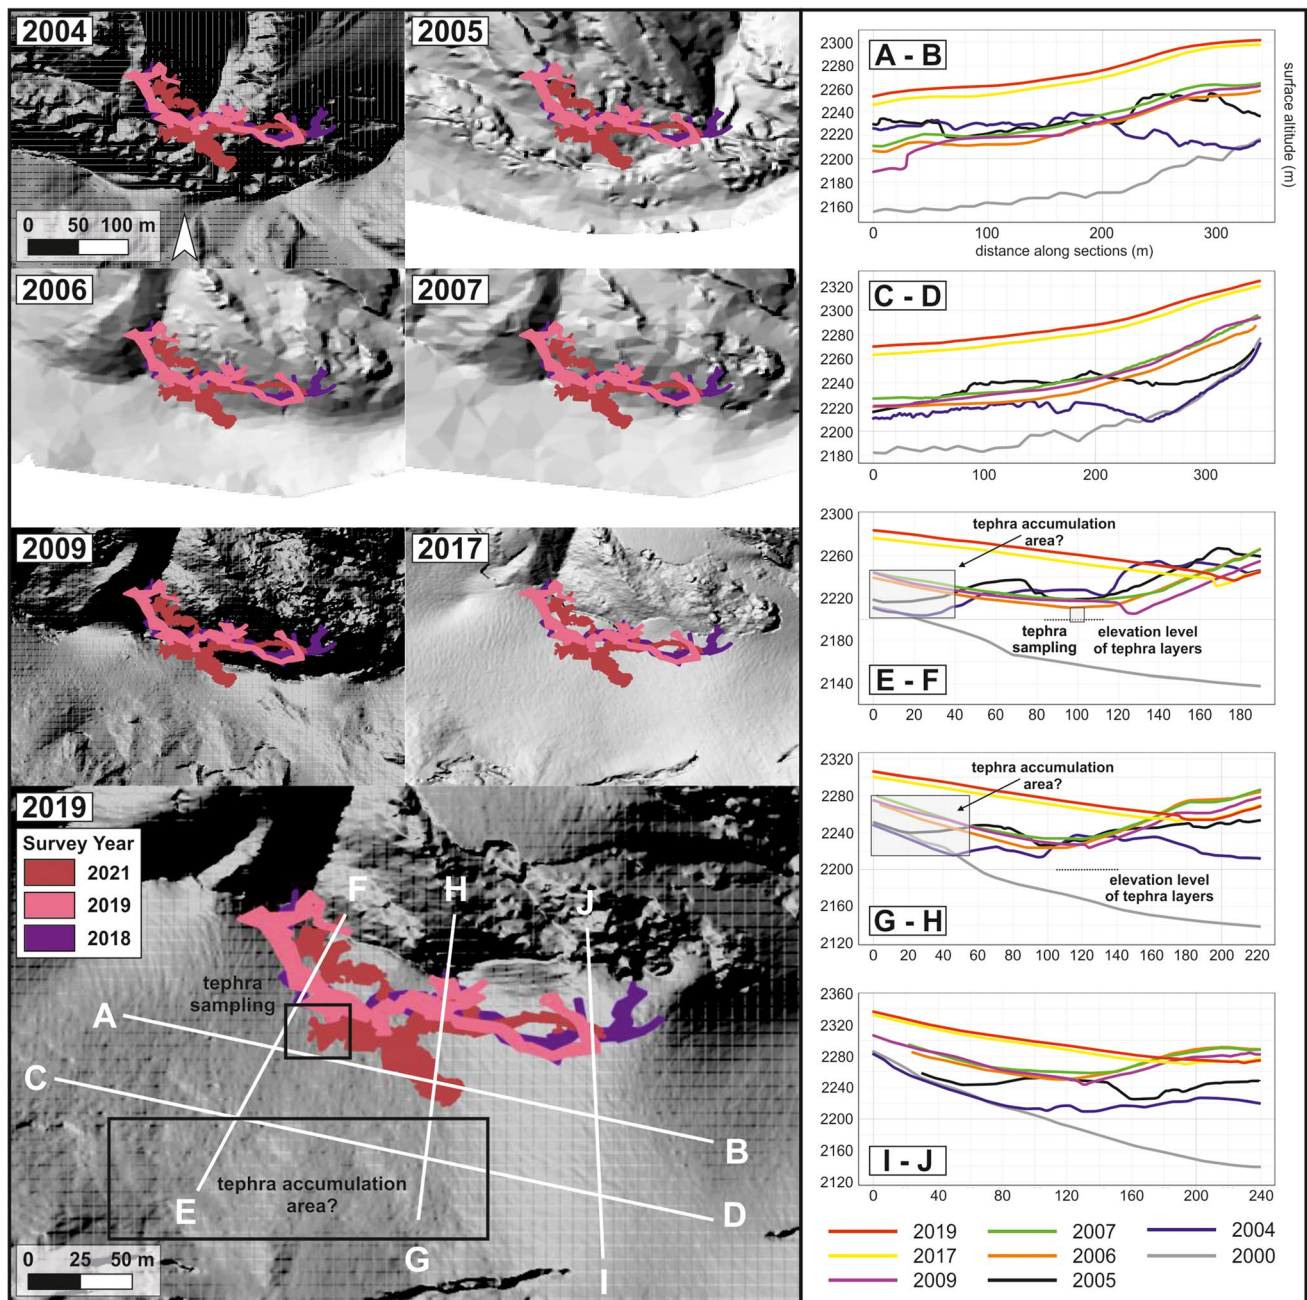 2004
0 50 100 m
2005
2006
2007
2009
2017
2019
Survey Year
2021
2019
2018
tephra
sampling
A
B
C
D
E
F
G
H
I
J
tephra accumulation
area?
0 25 50 m
A - B
2300
2280
2260
2240
2220
2200
2180
2160
0 100 200 300
distance along sections (m)
surface altitude (m)
C - D
2320
2300
2280
2260
2240
2220
2200
2180
0 100 200 300
2300
2260
2220
2180
2140
tephra accumulation
area?
tephra
sampling
elevation level
of tephra layers
E - F
0 20 40 60 80 100 120 140 160 180
2320
2280
2240
2200
2160
2120
tephra accumulation
area?
elevation level
of tephra layers
G - H
0 20 40 60 80 100 120 140 160 180 200 220
2360
2320
2280
2240
2200
2160
2120
I - J
0 40 80 120 160 200 240
2019 2007 2004
2017 2006 2000
2009 2005